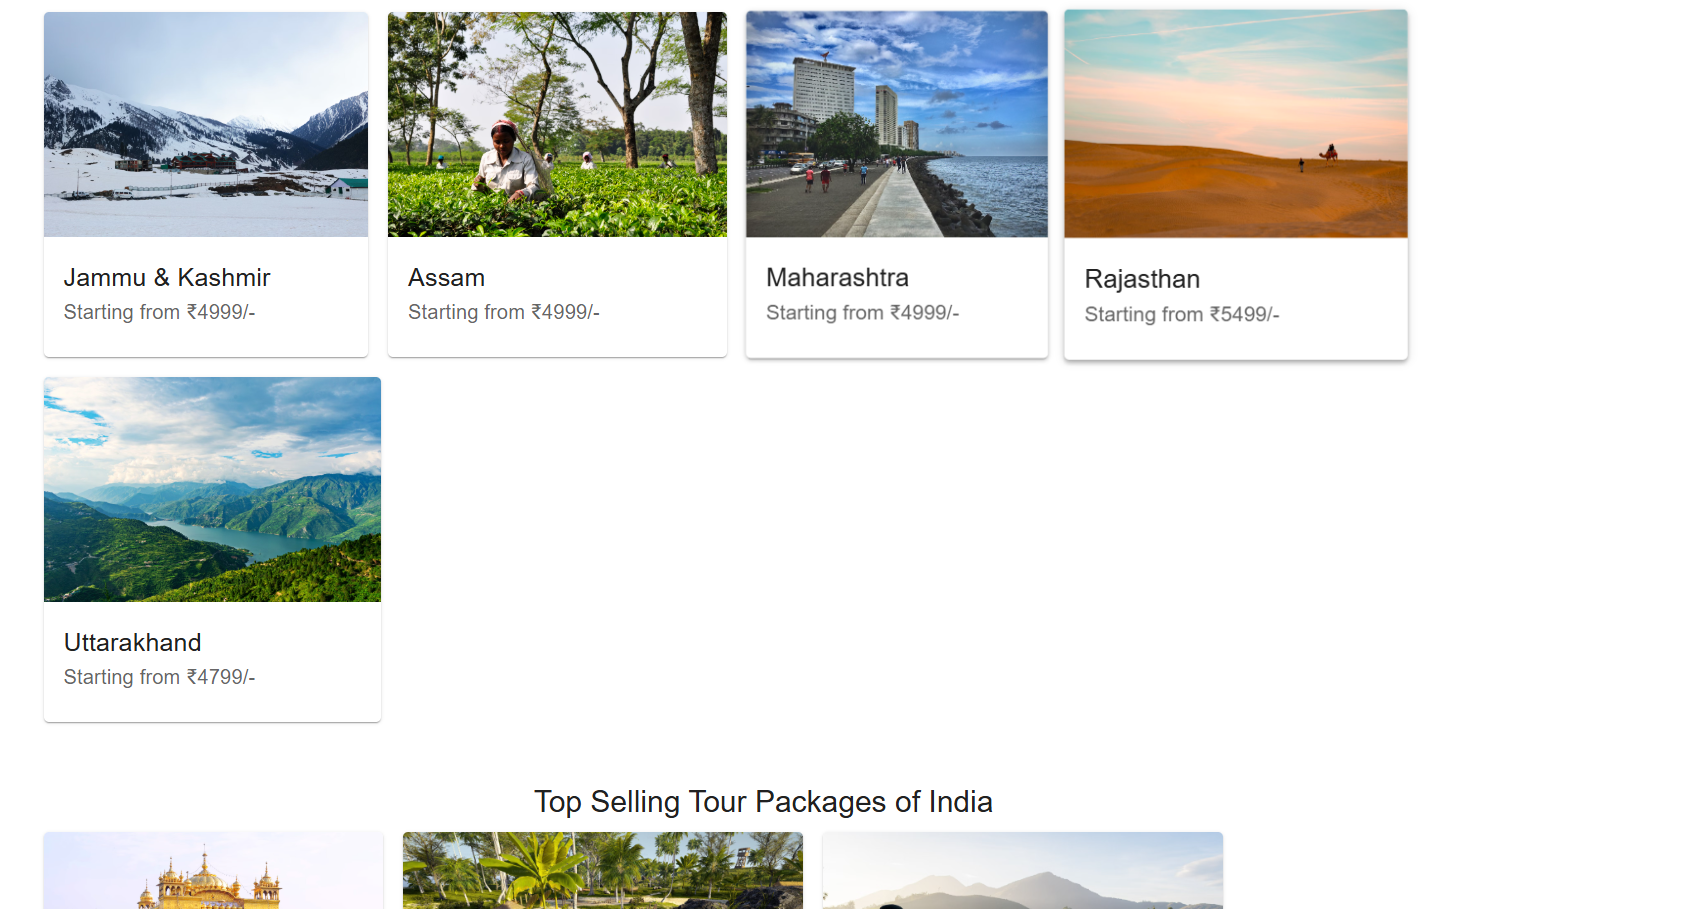 Jammu & Kashmir
Starting from ₹4999/-
Assam
Starting from ₹4999/-
Maharashtra
Starting from ₹4999/-
Rajasthan
Starting from ₹5499/-
Uttarakhand
Starting from ₹4799/-
Top Selling Tour Packages of India